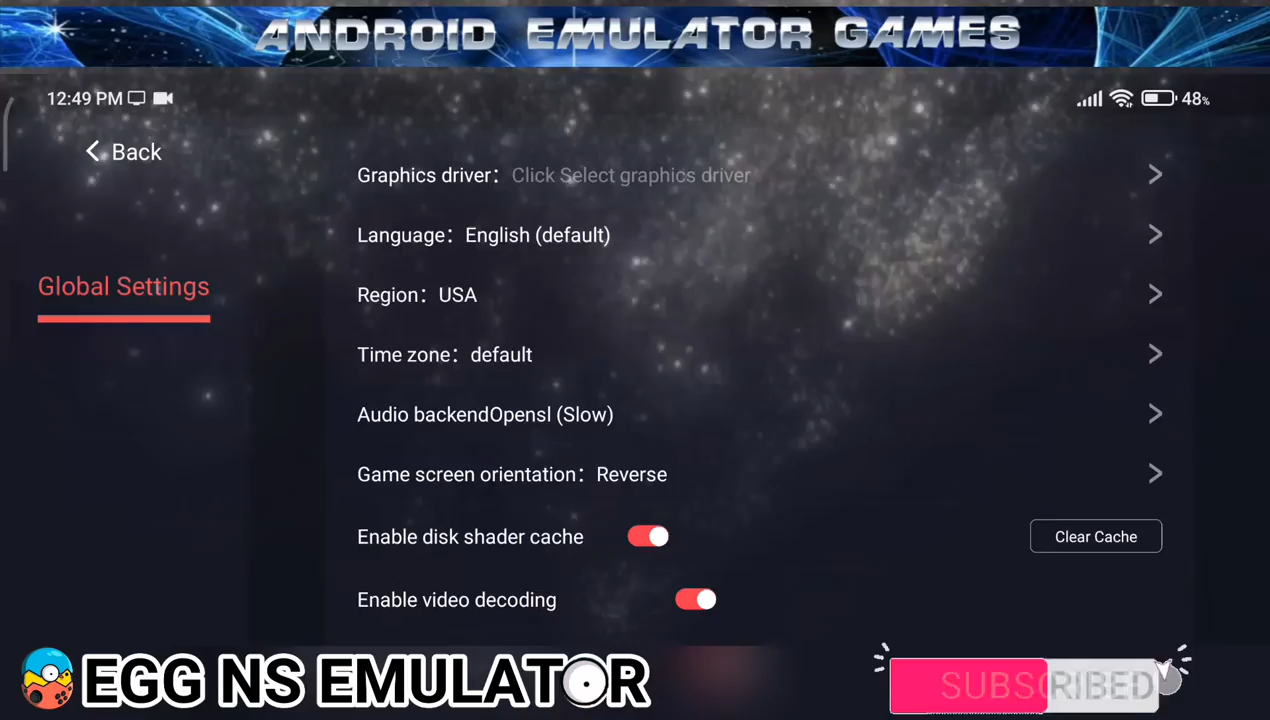 ANDROID EMULATOR GAMES
12:49 PM
48%
Back
Graphics driver： Click Select graphics driver
Language：English (default)
Global Settings
Region：USA
Time zone：default
Audio backendOpensl (Slow)
Game screen orientation：Reverse
Enable disk shader cache
Clear Cache
Enable video decoding
EGG NS EMULATOR
SUBSCRIBED